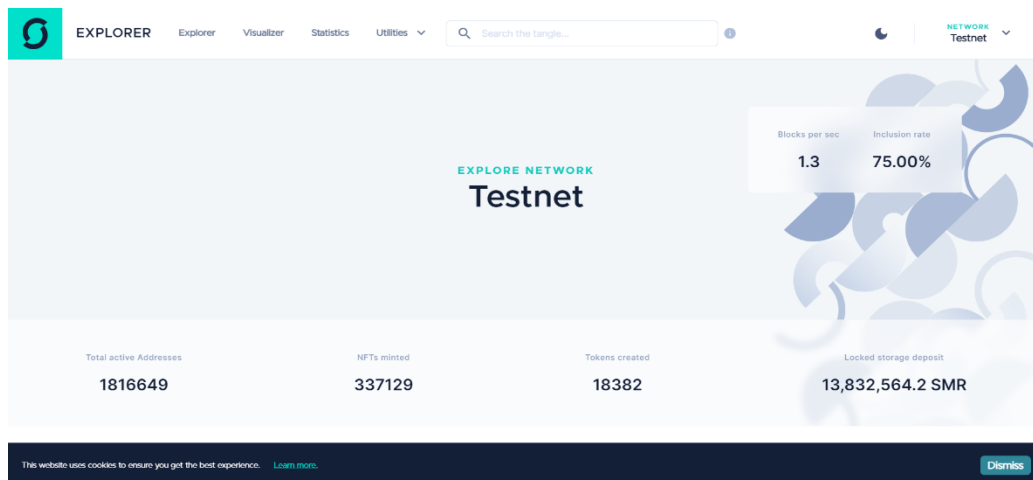 EXPLORER Explorer Visualizer Statistics Utilities Search the tangle... i NETWORK
Testnet
Blocks per sec Inclusion rate
1.3 75.00%
EXPLORE NETWORK
Testnet
Total active Addresses NFTs minted Tokens created Locked storage deposit
1816649 337129 18382 13,832,564.2 SMR
This website uses cookies to ensure you get the best experience. Learn more. Dismiss